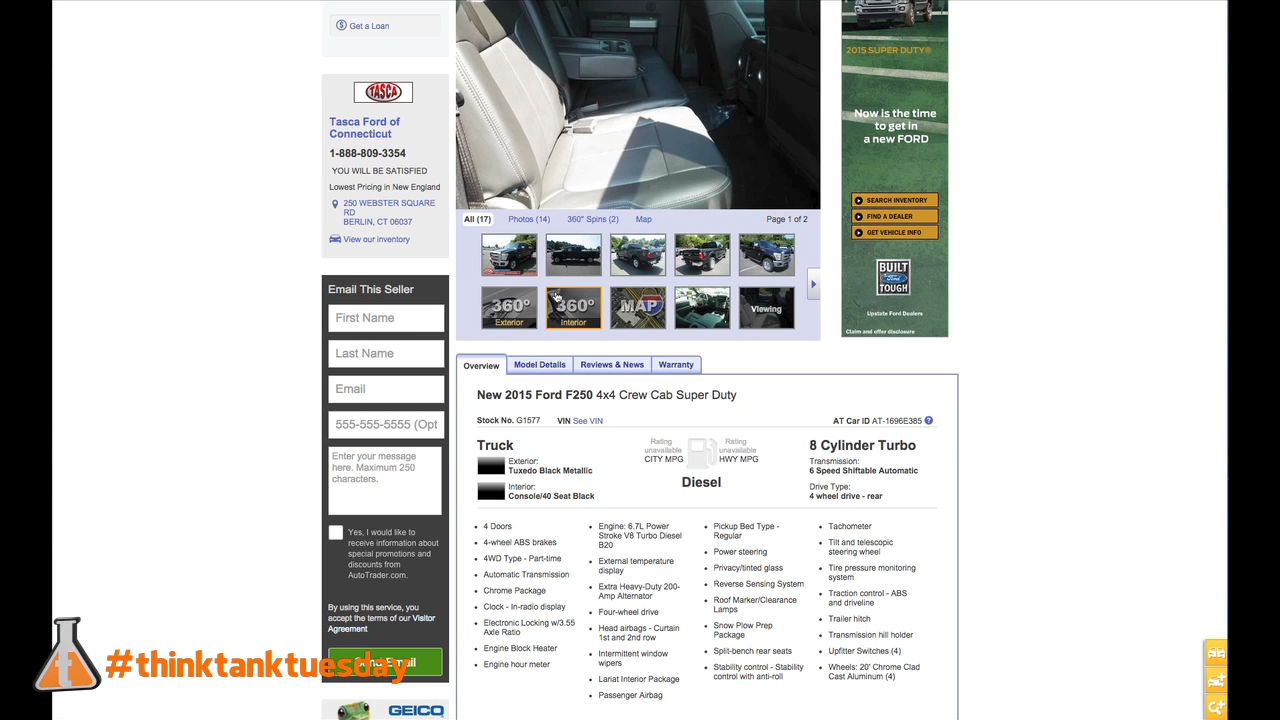 Get a Loan
TASCA
Tasca Ford of
Connecticut
1-888-809-3354
YOU WILL BE SATISFIED
Lowest Pricing in New England
250 WEBSTER SQUARE
RD
BERLIN, CT 06037
View our inventory
Email This Seller
First Name
Last Name
Email
555-555-5555 (Opt
Enter your message
here. Maximum 250
characters.
Yes, I would like to
receive information about
special promotions and
discounts from
AutoTrader.com.
By using this service, you
accept the terms of our Visitor
Agreement
Send Email
#thinktanktuesday
GEICO
All (17)
Photos (14)
360° Spins (2)
Map
Page 1 of 2
360°
Exterior
360°
Interior
MAP
Viewing
Overview
Model Details
Reviews & News
Warranty
New 2015 Ford F250 4x4 Crew Cab Super Duty
Stock No. G1577
VIN See VIN
AT Car ID AT-1696E385 ?
Truck
Exterior:
Tuxedo Black Metallic
Interior:
Console/40 Seat Black
Rating
unavailable
CITY MPG
Rating
unavailable
HWY MPG
Diesel
8 Cylinder Turbo
Transmission:
6 Speed Shiftable Automatic
Drive Type:
4 wheel drive - rear
4 Doors
4-wheel ABS brakes
4WD Type - Part-time
Automatic Transmission
Chrome Package
Clock - In-radio display
Electronic Locking w/3.55
Axle Ratio
Engine Block Heater
Engine hour meter
Engine: 6.7L Power
Stroke V8 Turbo Diesel
B20
External temperature
display
Extra Heavy-Duty 200-
Amp Alternator
Four-wheel drive
Head airbags - Curtain
1st and 2nd row
Intermittent window
wipers
Lariat Interior Package
Passenger Airbag
Pickup Bed Type -
Regular
Power steering
Privacy/tinted glass
Reverse Sensing System
Roof Marker/Clearance
Lamps
Snow Plow Prep
Package
Split-bench rear seats
Stability control - Stability
control with anti-roll
Tachometer
Tilt and telescopic
steering wheel
Tire pressure monitoring
system
Traction control - ABS
and driveline
Trailer hitch
Transmission hill holder
Upfitter Switches (4)
Wheels: 20' Chrome Clad
Cast Aluminum (4)
2015 SUPER DUTY®
Now is the time
to get in
a new FORD
SEARCH INVENTORY
FIND A DEALER
GET VEHICLE INFO
BUILT
Ford
TOUGH
Upstate Ford Dealers
Claim and offer disclosure